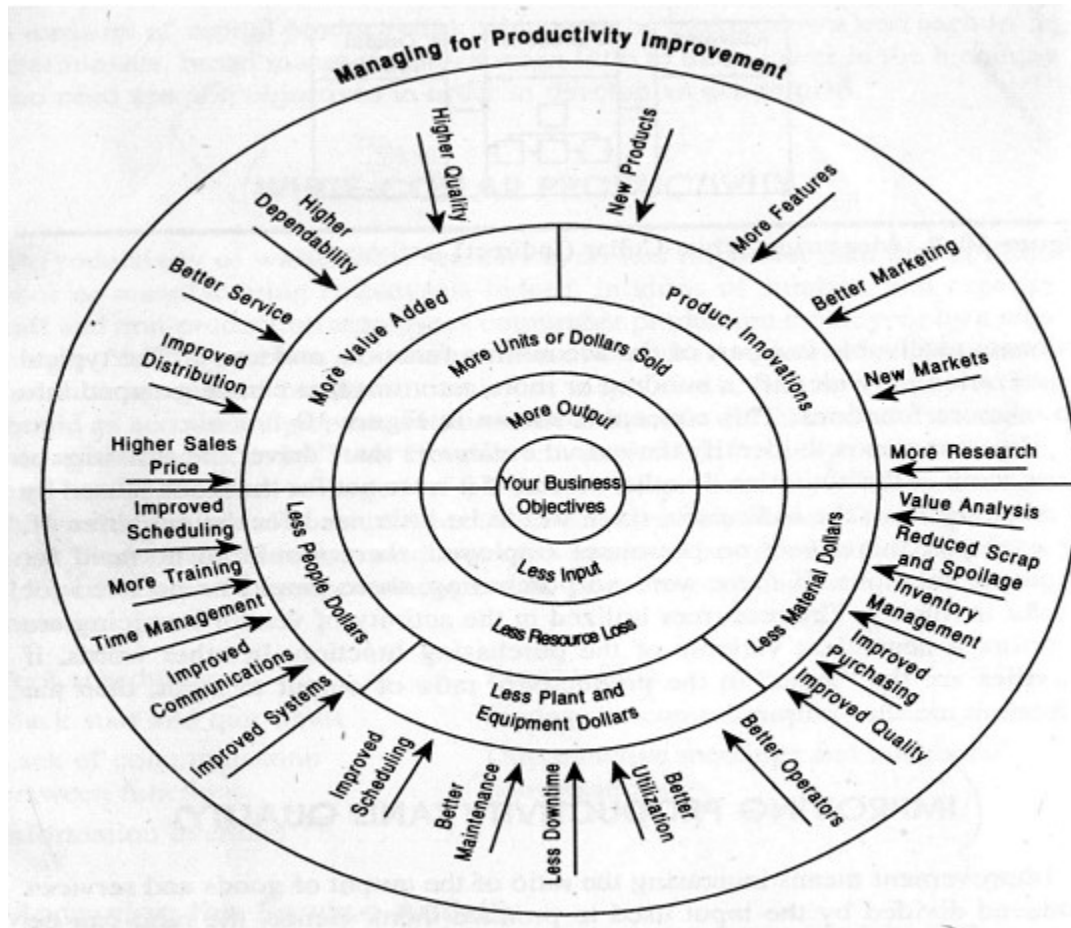 Managing for Productivity Improvement
Higher Quality
New Products
Higher
Dependability
More Features
Better Service
Better Marketing
Improved
Distribution
New Markets
Higher Sales
Price
More Research
More Value Added
Product Innovations
More Units or Dollars Sold
More Output
Your Business
Objectives
Less Input
Less Resource Loss
Less People Dollars
Less Material Dollars
Less Plant and
Equipment Dollars
Improved
Scheduling
More Training
Time Management
Improved
Communications
Improved Systems
Improved
Scheduling
Better
Maintenance
Less Downtime
Better
Utilization
Better Operators
Improved Quality
Improved
Purchasing
Inventory
Management
Reduced Scrap
and Spoilage
Value Analysis